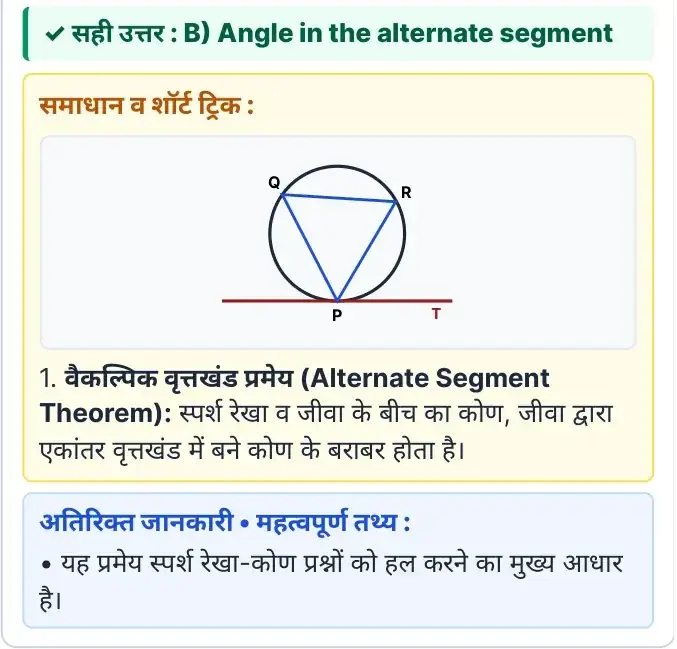 ✓ सही उत्तर : B) Angle in the alternate segment
समाधान व शॉर्ट ट्रिक :
Q
R
P
T
1. वैकल्पिक वृत्तखंड प्रमेय (Alternate Segment
Theorem): स्पर्श रेखा व जीवा के बीच का कोण, जीवा द्वारा
एकांतर वृत्तखंड में बने कोण के बराबर होता है।
अतिरिक्त जानकारी • महत्वपूर्ण तथ्य :
• यह प्रमेय स्पर्श रेखा-कोण प्रश्नों को हल करने का मुख्य आधार
है।